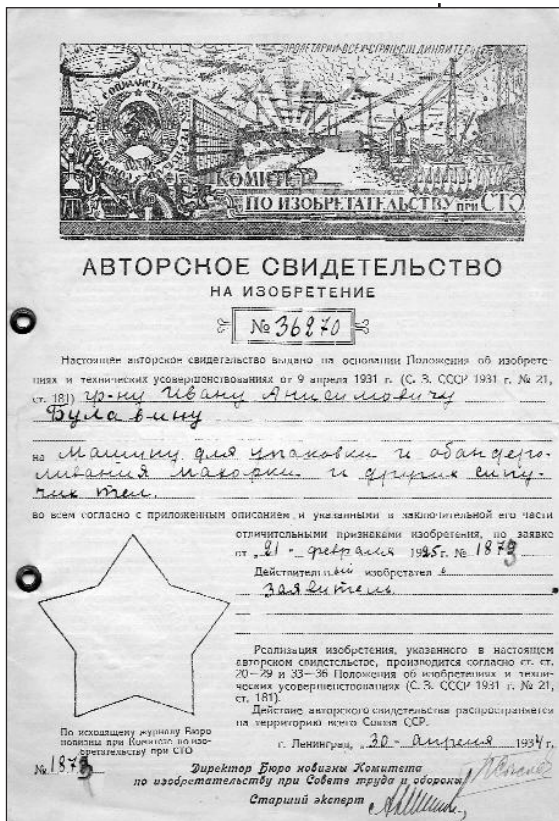 ПРОЛЕТАРИИ ВСЕХ СТРАН СОЕДИНЯЙТЕСЬ
КОМИТЕТ
ПО ИЗОБРЕТАТЕЛЬСТВУ ПРИ СТО
АВТОРСКОЕ СВИДЕТЕЛЬСТВО
НА ИЗОБРЕТЕНИЕ
№ 36270
Настоящее авторское свидетельство выдано на основании Положения об изобрете-
ниях и технических усовершенствованиях от 9 апреля 1931 г. (С. З. СССР 1931 г. № 21,
ст. 181) гр-ну Ивану Анисимовичу
Булавину
на Машину для упаковки и обандеро-
ливания махорки и других сыпу-
чих тел.
во всем согласно с приложенным описанием и указанными в заключительной его части
отличительными признаками изобретения, по заявке
от „21-" февраля 1925 г. № 1873
Действительный изобретатель
заявитель
Реализация изобретения, указанного в настоящем
авторском свидетельстве, производится согласно ст. ст.
20—29 и 33—36 Положения об изобретениях и техни-
ческих усовершенствованиях (С. З. СССР 1931 г. № 21,
ст. 181).
Действие авторского свидетельства распространяется
на территорию всего Союза ССР.
г. Ленинград, „30-" апреля 1934 г.
По исходящему журналу Бюро
новизны при Комитете по изо-
бретательству при СТО
№ 1873
Директор Бюро новизны Комитета
по изобретательству при Совете труда и обороны
Старший эксперт